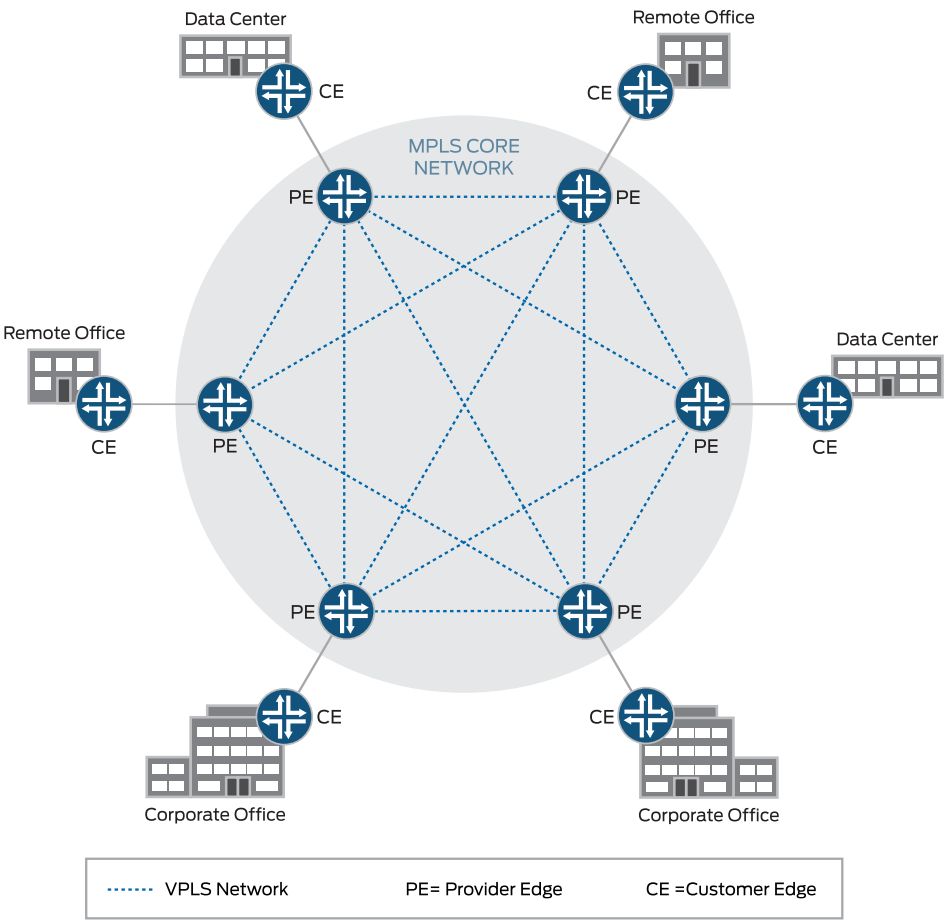 Data Center
Remote Office
CE
CE
MPLS CORE
NETWORK
PE
PE
Remote Office
Data Center
CE
PE
PE
CE
PE
PE
CE
CE
Corporate Office
Corporate Office
VPLS Network
PE= Provider Edge
CE =Customer Edge